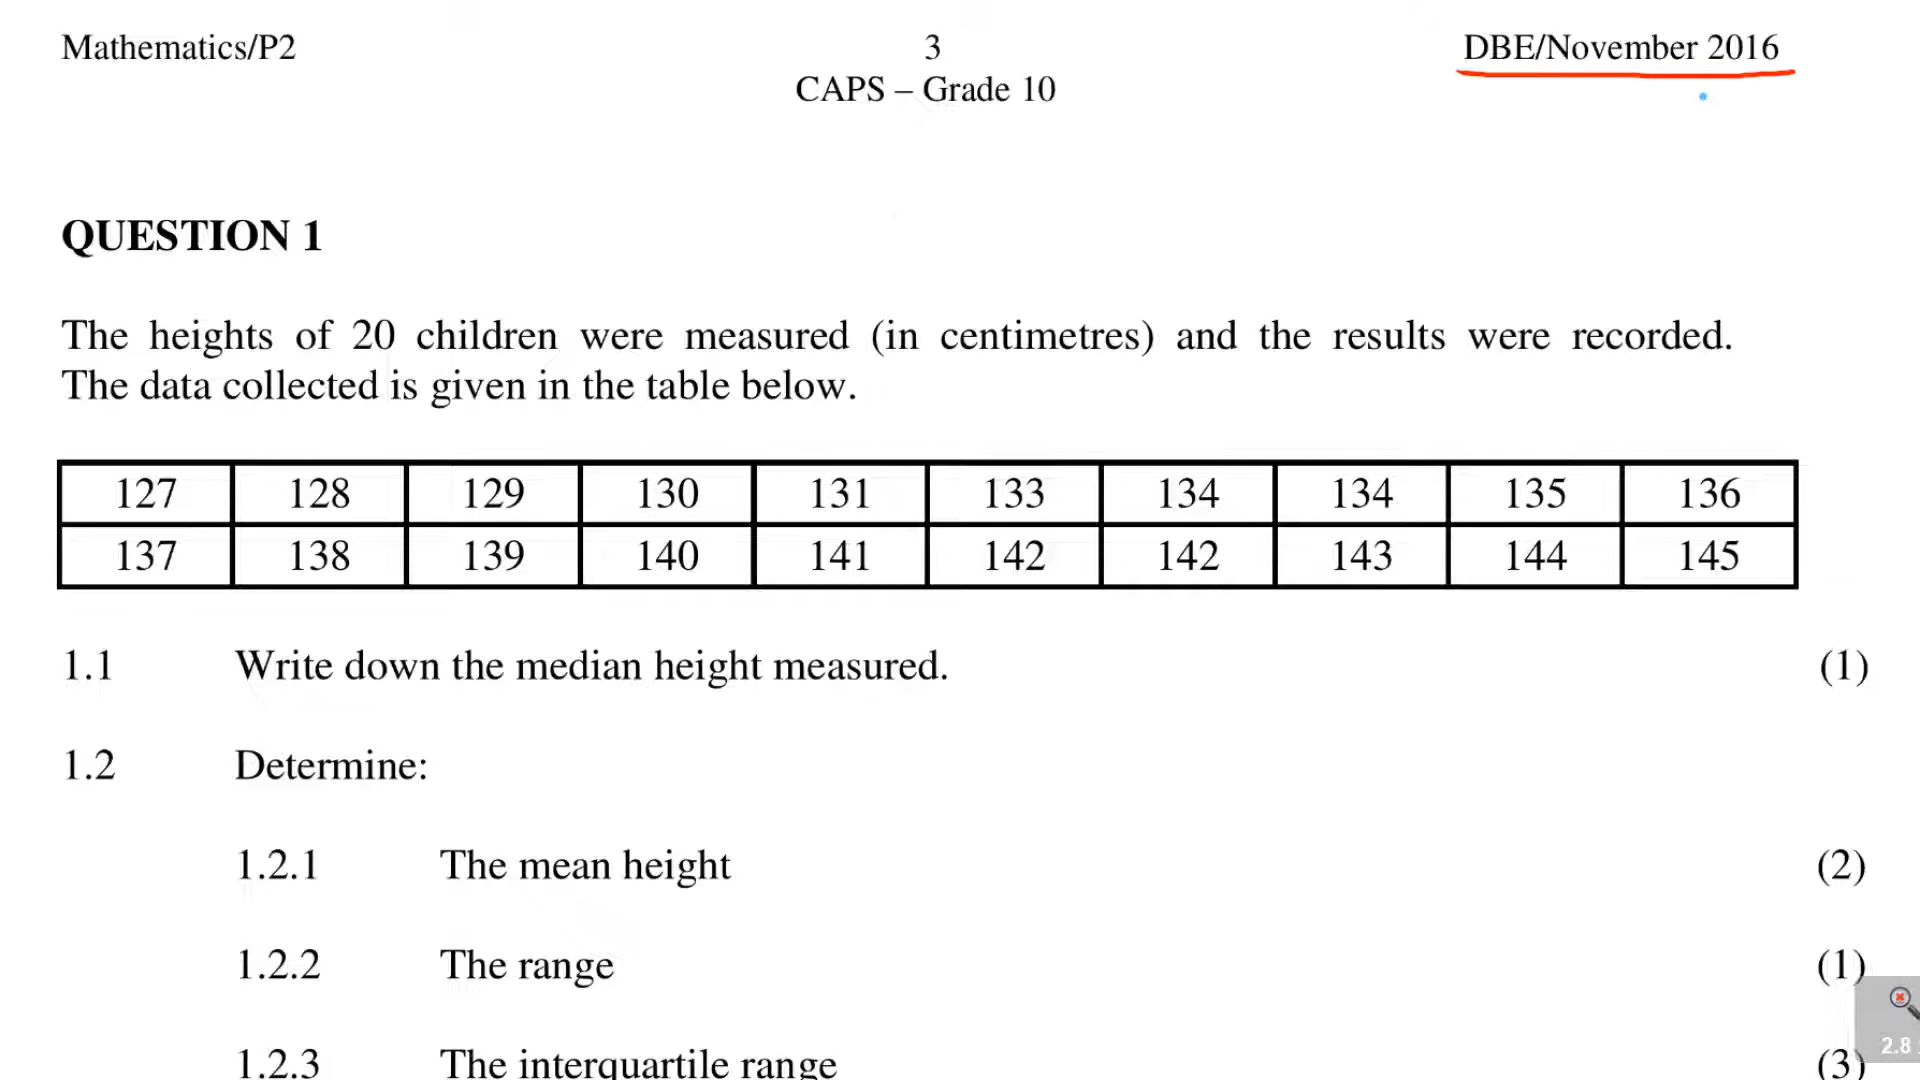 Mathematics/P2 3 DBE/November 2016
CAPS – Grade 10
QUESTION 1
The heights of 20 children were measured (in centimetres) and the results were recorded.
The data collected is given in the table below.
127 128 129 130 131 133 134 134 135 136
137 138 139 140 141 142 142 143 144 145
1.1 Write down the median height measured. (1)
1.2 Determine:
1.2.1 The mean height (2)
1.2.2 The range (1)
1.2.3 The interquartile range (3)
2.8